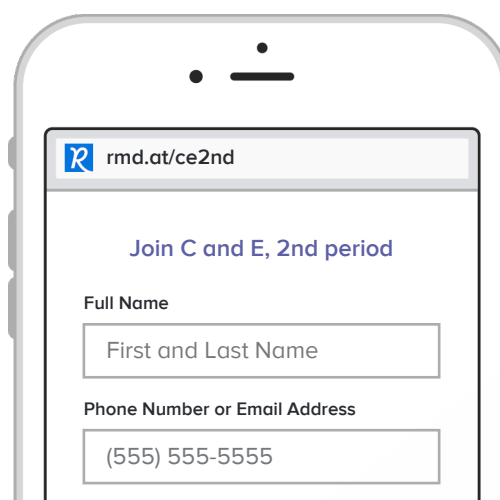 rmd.at/ce2nd
Join C and E, 2nd period
Full Name
First and Last Name
Phone Number or Email Address
(555) 555-5555